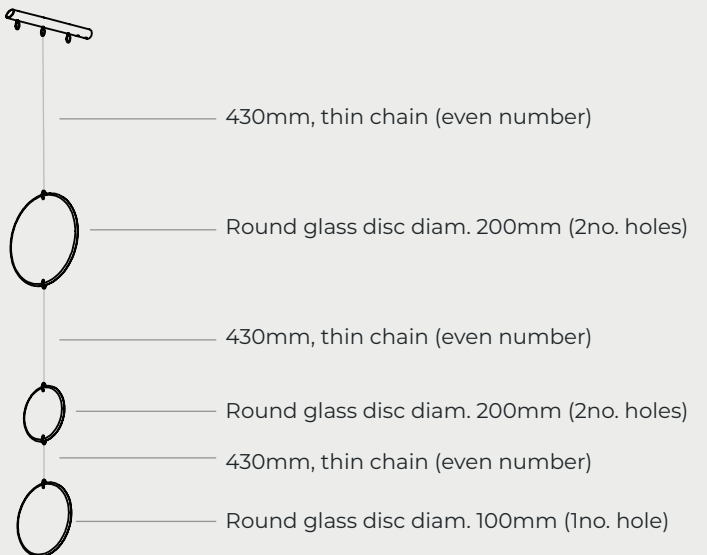 430mm, thin chain (even number)
Round glass disc diam. 200mm (2no. holes)
430mm, thin chain (even number)
Round glass disc diam. 200mm (2no. holes)
430mm, thin chain (even number)
Round glass disc diam. 100mm (1no. hole)